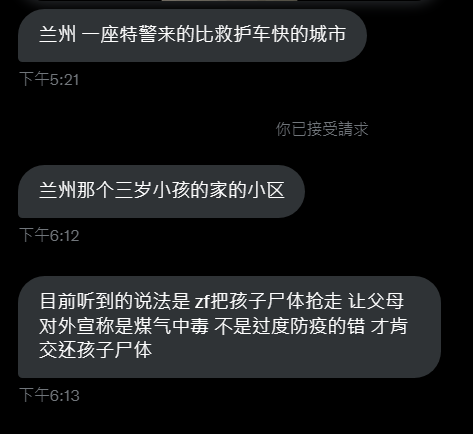 兰州 一座特警来的比救护车快的城市
下午5:21
你已接受請求
兰州那个三岁小孩的家的小区
下午6:12
目前听到的说法是 zf把孩子尸体抢走 让父母
对外宣称是煤气中毒 不是过度防疫的错 才肯
交还孩子尸体
下午6:13